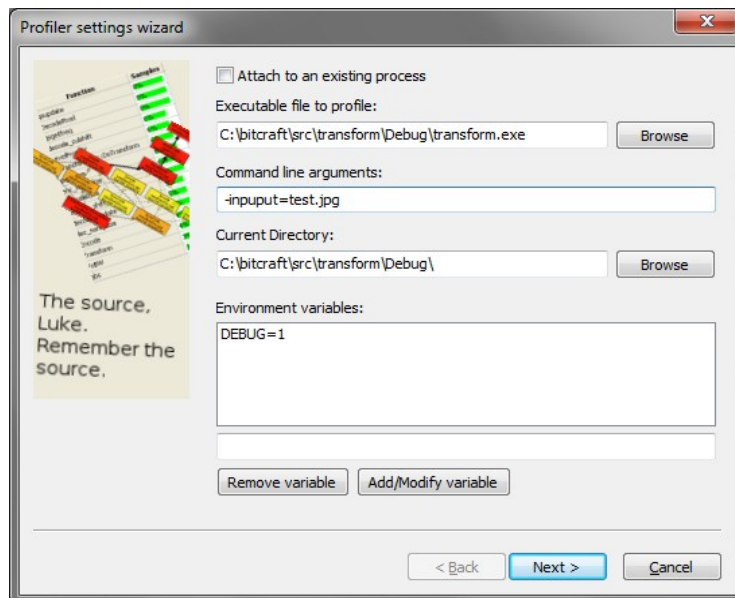 Profiler settings wizard
Function
Samples
Attach to an existing process
Executable file to profile:
C:\bitcraft\src\transform\Debug\transform.exe
Browse
Command line arguments:
-inpuput=test.jpg
Current Directory:
C:\bitcraft\src\transform\Debug\
Browse
The source,
Luke.
Remember the
source.
Environment variables:
DEBUG=1
Remove variable
Add/Modify variable
< Back
Next >
Cancel